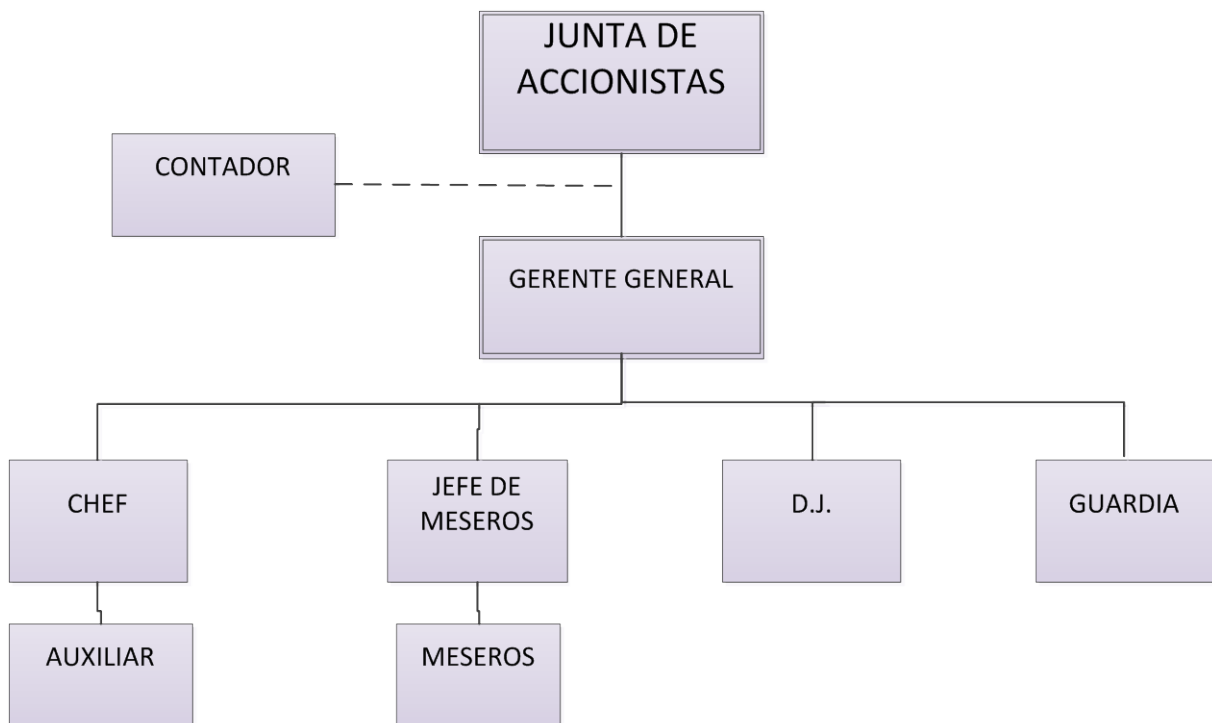 JUNTA DE
ACCIONISTAS
CONTADOR
GERENTE GENERAL
CHEF
JEFE DE
MESEROS
D.J.
GUARDIA
AUXILIAR
MESEROS